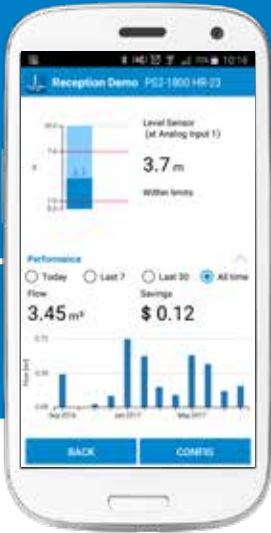 10:16
Reception Demo PS2-1800 HR-23
Level Sensor
(at Analog Input 1)
3.7 m
Within limits
Performance
Today Last 7 Last 30 All time
Flow Savings
3.45 m³ $ 0.12
Sep 2016 Jan 2017 May 2017
BACK CONFIG